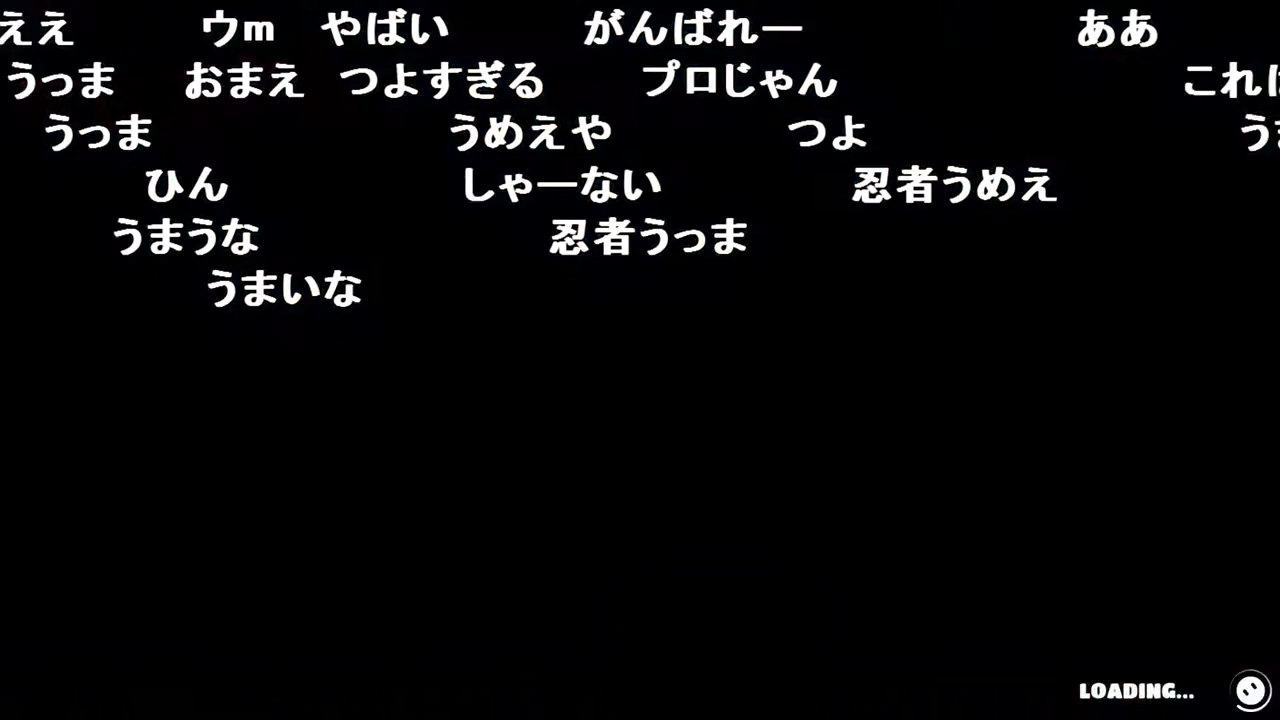 ええ ウm やばい がんばれー ああ
うっま おまえ つよすぎる プロじゃん これ
うっま うめえや つよ う
ひん しゃーない 忍者うめえ
うまうな 忍者うっま
うまいな
LOADING...